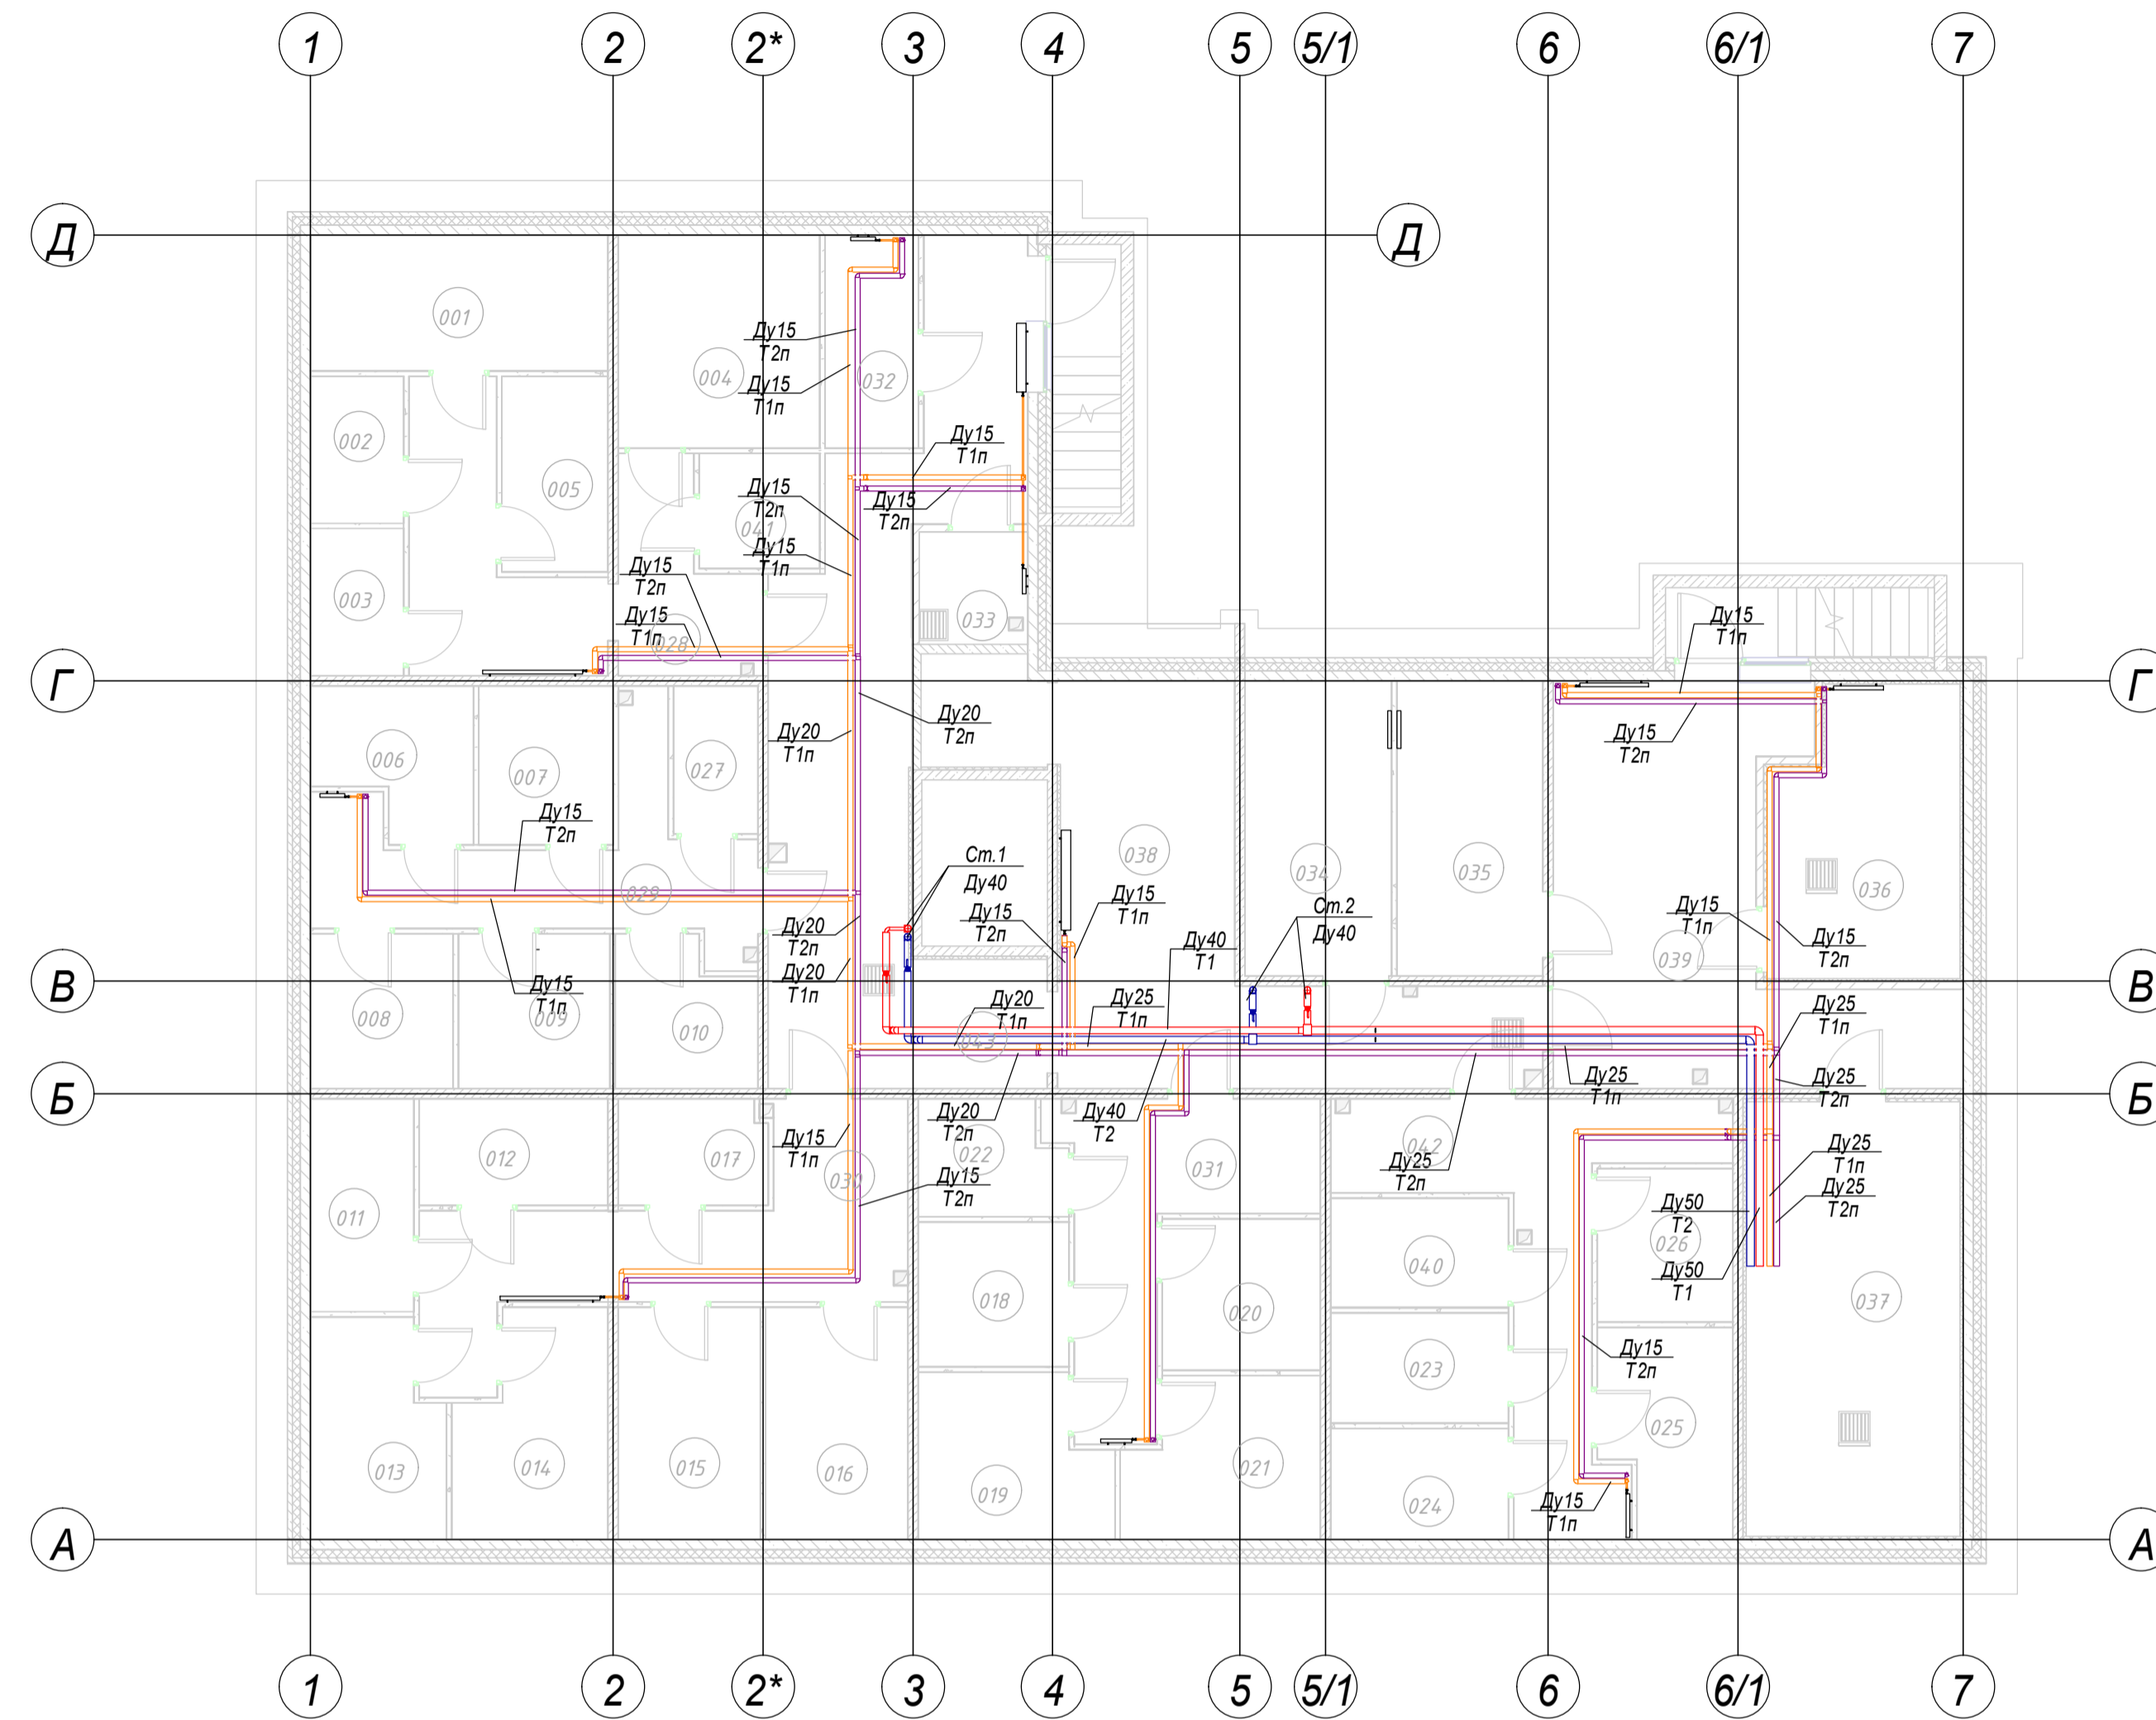 1 2 2* 3 4 5 5/1 6 6/1 7
Д Д
001
Ду15
Т2п
004
032
Ду15
Т1п
002
Ду15
Т1п
005
Ду15
Т2п
Ду15
Т2п
041
Ду15
Т1п
Ду15
Т2п
003
033
Ду15
Т1п
028
Ду15
Т1п
Г Г
Ду20
Т2п
Ду20
Т1п
Ду15
Т2п
006
007
027
Ду15
Т2п
Ст.1
Ду40
038
034
035
036
029
Ду15
Т1п
Ду15
Т2п
Ст.2
Ду40
Ду15
Т1п
Ду20
Т2п
Ду40
Т1
Ду15
Т2п
039
Ду20
Т1п
В В
Ду15
Т1п
008
009
010
Ду20
Т1п
Ду25
Т1п
Ду25
Т1п
043
Ду25
Т1п
Ду25
Т2п
Б Б
Ду20
Т2п
Ду40
Т2
Ду15
Т1п
012
017
022
031
042
Ду25
Т2п
Ду25
Т1п
030
Ду15
Т2п
Ду25
Т2п
011
Ду50
Т2
026
040
Ду50
Т1
018
020
037
023
Ду15
Т2п
025
013
014
015
016
019
021
024
Ду15
Т1п
А А
1 2 2* 3 4 5 5/1 6 6/1 7